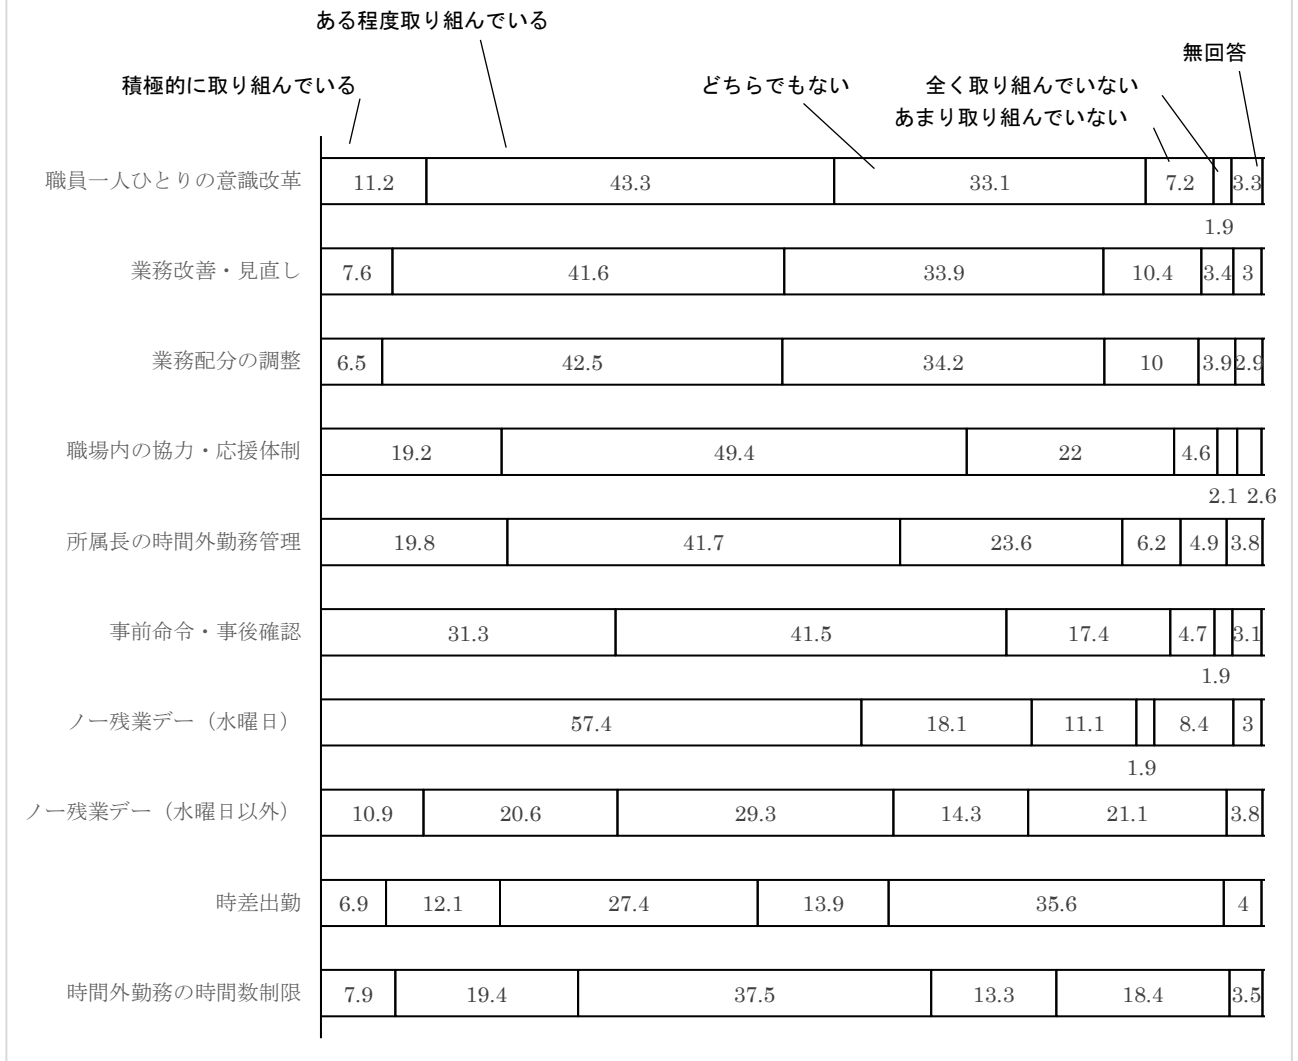 ある程度取り組んでいる
無回答
積極的に取り組んでいる
どちらでもない
全く取り組んでいない
あまり取り組んでいない
職員一人ひとりの意識改革 11.2 43.3 33.1 7.2 3.3
1.9
業務改善・見直し 7.6 41.6 33.9 10.4 3.4 3
業務配分の調整 6.5 42.5 34.2 10 3.9 2.9
職場内の協力・応援体制 19.2 49.4 22 4.6
2.1 2.6
所属長の時間外勤務管理 19.8 41.7 23.6 6.2 4.9 3.8
事前命令・事後確認 31.3 41.5 17.4 4.7 3.1
1.9
ノー残業デー（水曜日） 57.4 18.1 11.1 8.4 3
1.9
ノー残業デー（水曜日以外） 10.9 20.6 29.3 14.3 21.1 3.8
時差出勤 6.9 12.1 27.4 13.9 35.6 4
時間外勤務の時間数制限 7.9 19.4 37.5 13.3 18.4 3.5